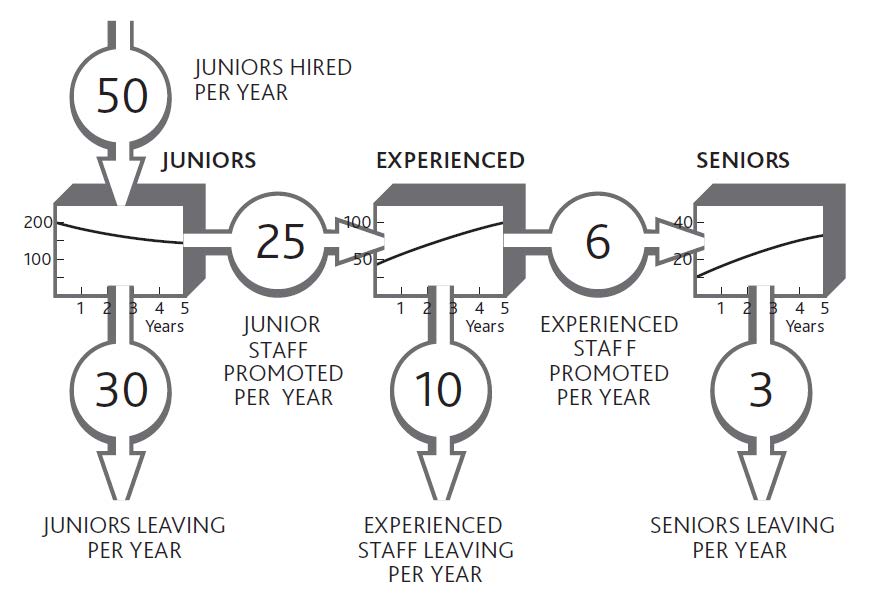 50
JUNIORS HIRED
PER YEAR
JUNIORS
EXPERIENCED
SENIORS
200
100
1 2 3 4 5
Years
25
100
50
1 2 3 4 5
Years
6
40
20
1 2 3 4 5
Years
JUNIOR
STAFF
PROMOTED
PER YEAR
EXPERIENCED
STAFF
PROMOTED
PER YEAR
30
10
3
JUNIORS LEAVING
PER YEAR
EXPERIENCED
STAFF LEAVING
PER YEAR
SENIORS LEAVING
PER YEAR